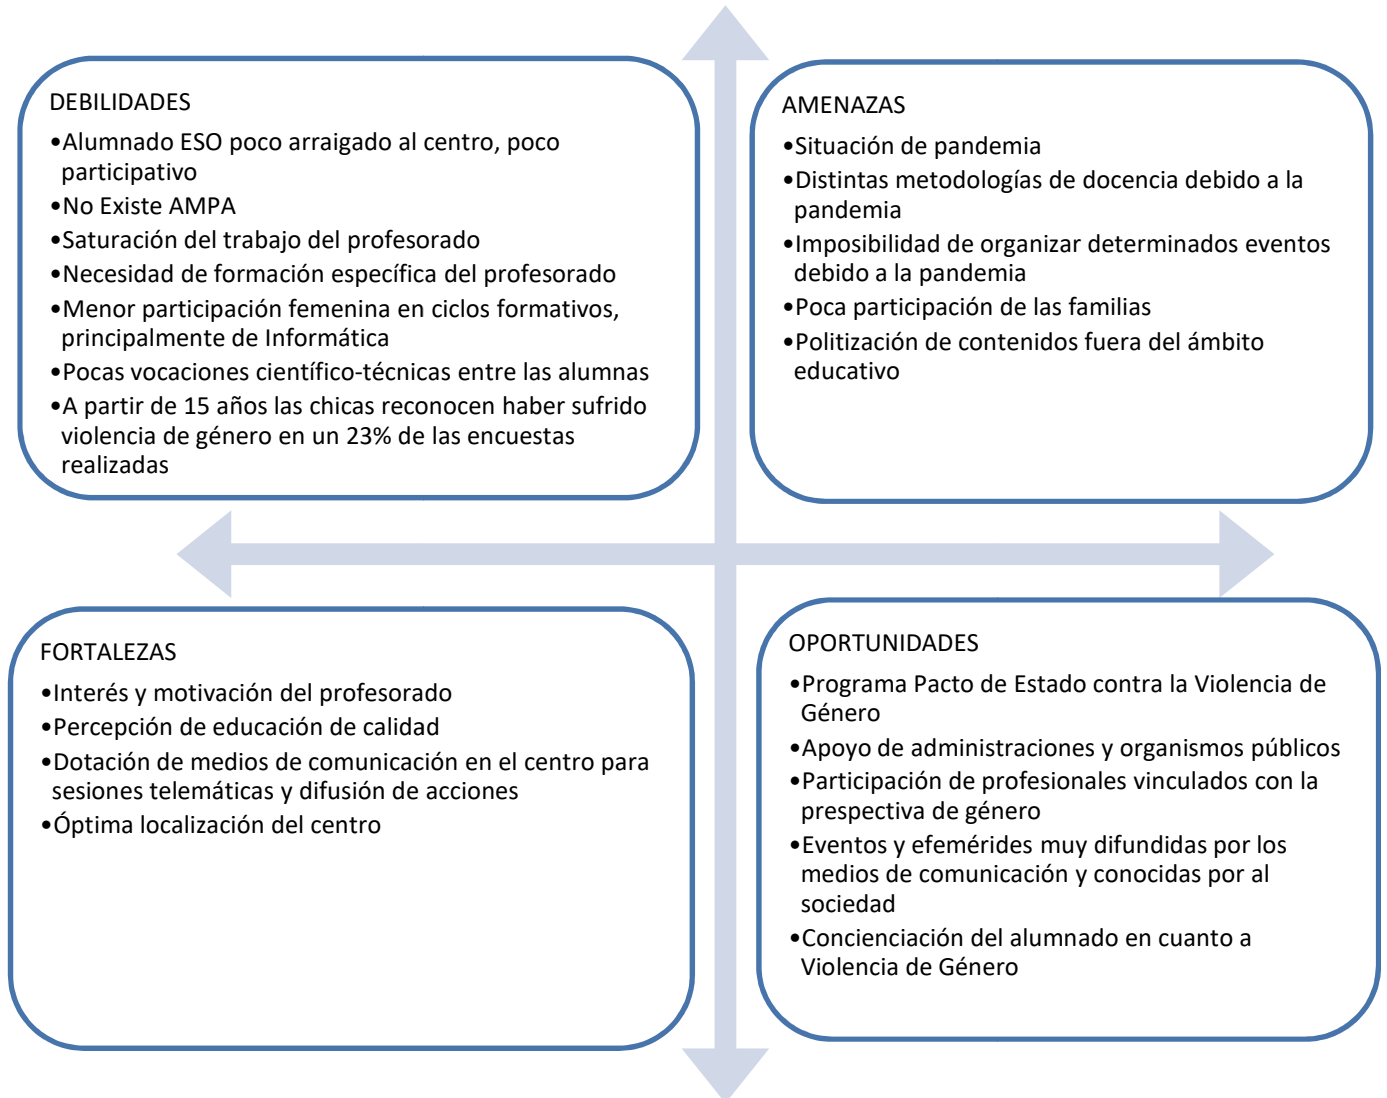 DEBILIDADES
•Alumnado ESO poco arraigado al centro, poco
participativo
•No Existe AMPA
•Saturación del trabajo del profesorado
•Necesidad de formación específica del profesorado
•Menor participación femenina en ciclos formativos,
principalmente de Informática
•Pocas vocaciones científico-técnicas entre las alumnas
•A partir de 15 años las chicas reconocen haber sufrido
violencia de género en un 23% de las encuestas
realizadas
AMENAZAS
•Situación de pandemia
•Distintas metodologías de docencia debido a la
pandemia
•Imposibilidad de organizar determinados eventos
debido a la pandemia
•Poca participación de las familias
•Politización de contenidos fuera del ámbito
educativo
FORTALEZAS
•Interés y motivación del profesorado
•Percepción de educación de calidad
•Dotación de medios de comunicación en el centro para
sesiones telemáticas y difusión de acciones
•Óptima localización del centro
OPORTUNIDADES
•Programa Pacto de Estado contra la Violencia de
Género
•Apoyo de administraciones y organismos públicos
•Participación de profesionales vinculados con la
prespectiva de género
•Eventos y efemérides muy difundidas por los
medios de comunicación y conocidas por al
sociedad
•Concienciación del alumnado en cuanto a
Violencia de Género